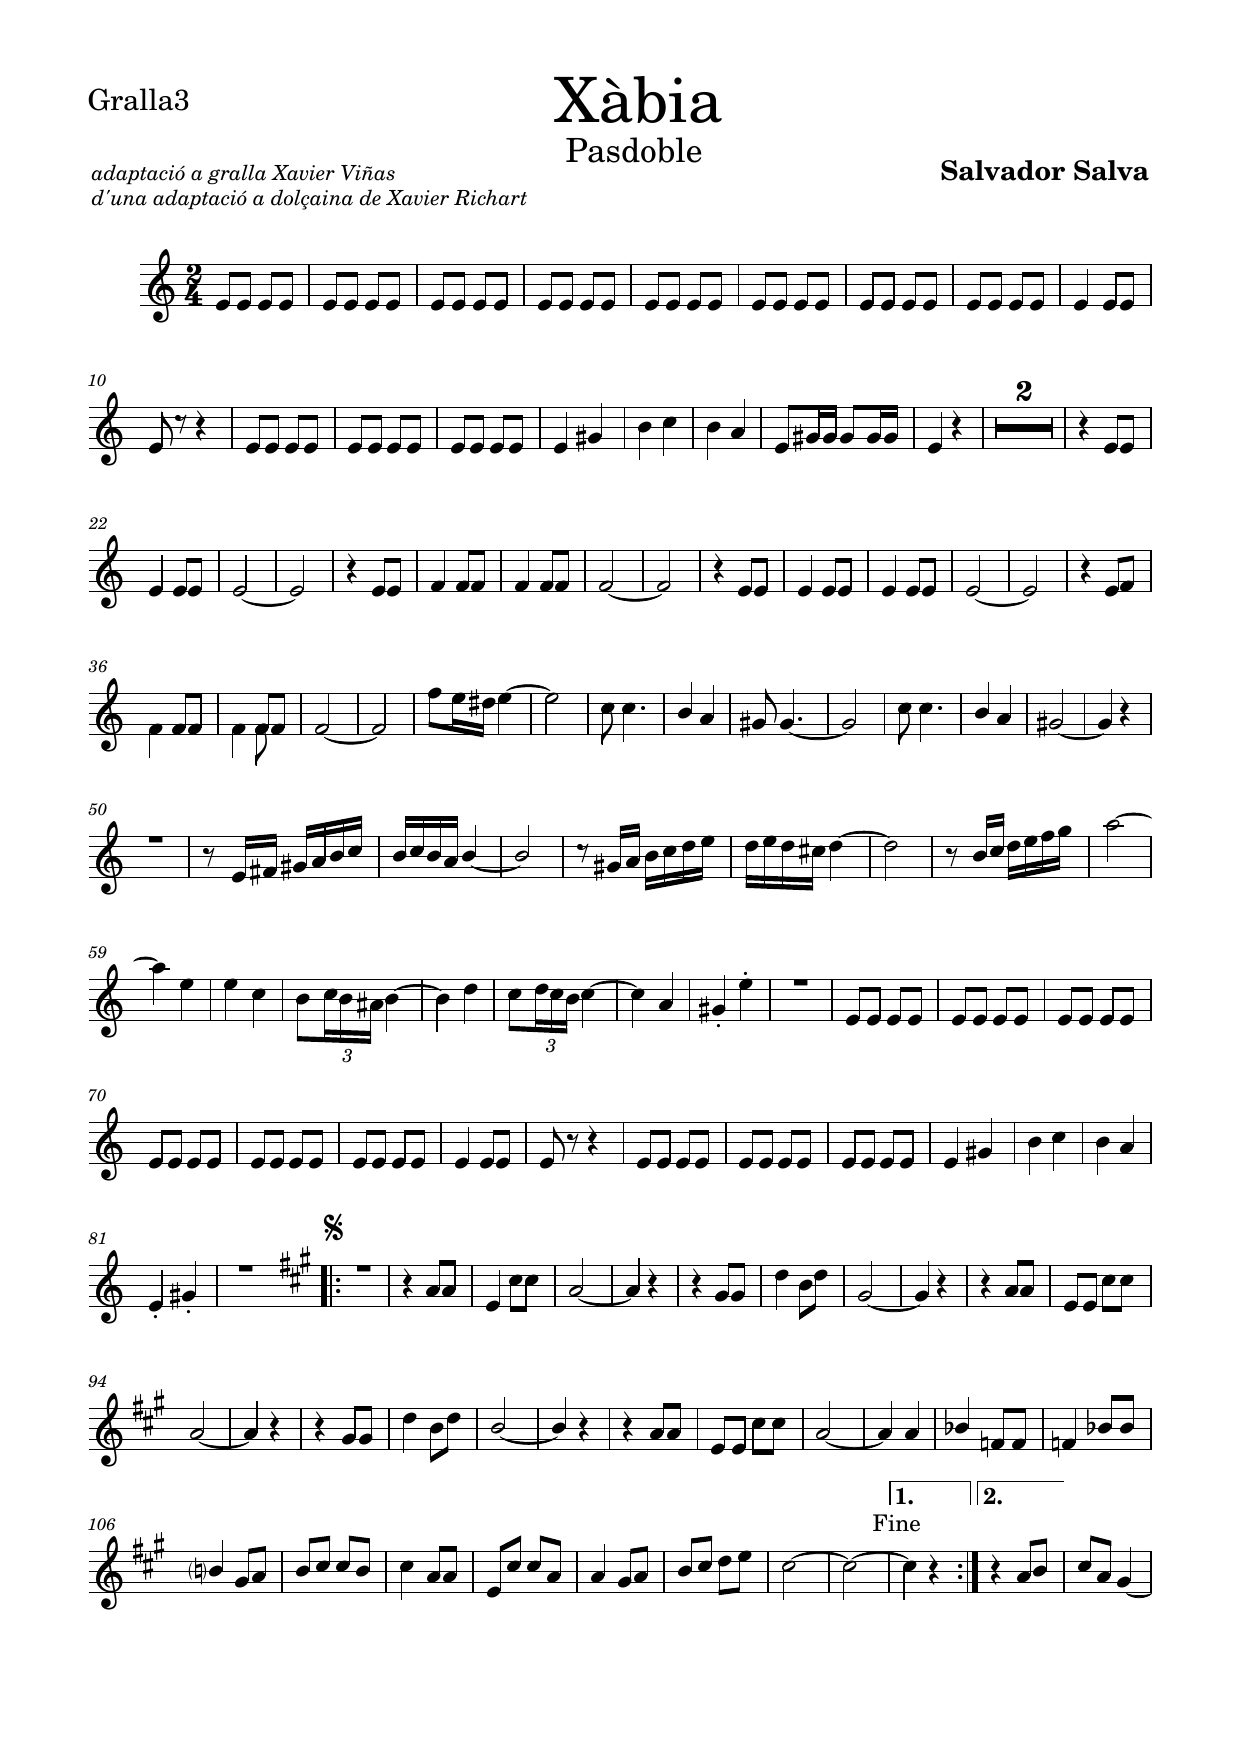 Gralla3
Xàbia
Pasdoble
adaptació a gralla Xavier Viñas
d'una adaptació a dolçaina de Xavier Richart
Salvador Salva
2
4
10
2
22
36
50
59
3
3
70
81
94
106
Fine
1.
2.